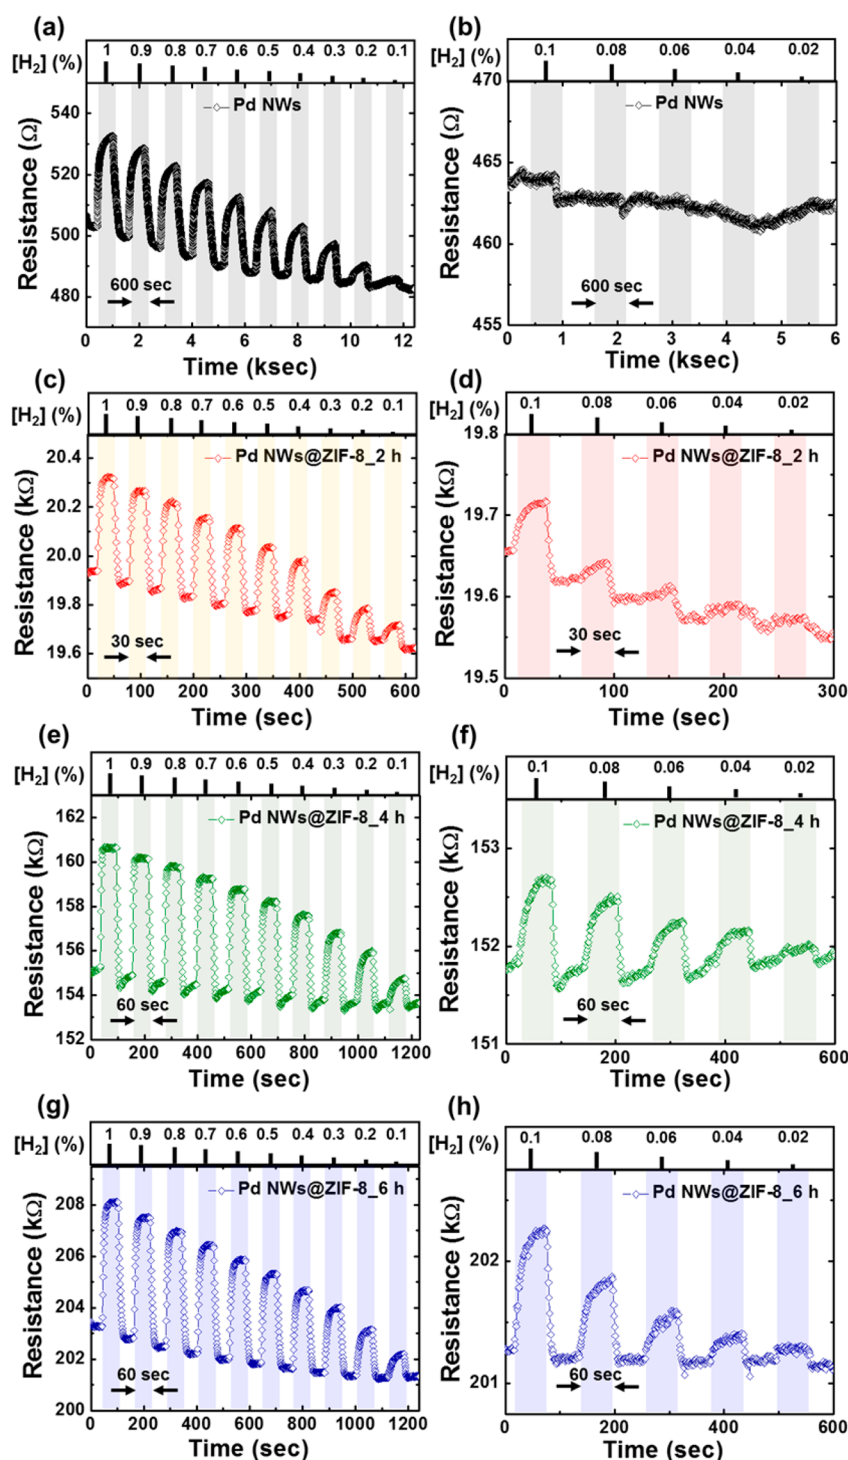 (a)
(b)
[H2] (%)
1 0.9 0.8 0.7 0.6 0.5 0.4 0.3 0.2 0.1
[H2] (%)
0.1 0.08 0.06 0.04 0.02
Resistance (Ω)
540
520
500
480
Pd NWs
600 sec
0 2 4 6 8 10 12
Time (ksec)
Resistance (Ω)
470
465
460
455
Pd NWs
600 sec
0 1 2 3 4 5 6
Time (ksec)
(c)
(d)
[H2] (%)
1 0.9 0.8 0.7 0.6 0.5 0.4 0.3 0.2 0.1
[H2] (%)
0.1 0.08 0.06 0.04 0.02
Resistance (kΩ)
20.4
20.2
20.0
19.8
19.6
Pd NWs@ZIF-8_2 h
30 sec
0 100 200 300 400 500 600
Time (sec)
Resistance (kΩ)
19.8
19.7
19.6
19.5
Pd NWs@ZIF-8_2 h
30 sec
0 100 200 300
Time (sec)
(e)
(f)
[H2] (%)
1 0.9 0.8 0.7 0.6 0.5 0.4 0.3 0.2 0.1
[H2] (%)
0.1 0.08 0.06 0.04 0.02
Resistance (kΩ)
162
160
158
156
154
152
Pd NWs@ZIF-8_4 h
60 sec
0 200 400 600 800 1000 1200
Time (sec)
Resistance (kΩ)
153
152
151
Pd NWs@ZIF-8_4 h
60 sec
0 200 400 600
Time (sec)
(g)
(h)
[H2] (%)
1 0.9 0.8 0.7 0.6 0.5 0.4 0.3 0.2 0.1
[H2] (%)
0.1 0.08 0.06 0.04 0.02
Resistance (kΩ)
208
206
204
202
200
Pd NWs@ZIF-8_6 h
60 sec
0 200 400 600 800 1000 1200
Time (sec)
Resistance (kΩ)
202
201
Pd NWs@ZIF-8_6 h
60 sec
0 200 400 600
Time (sec)